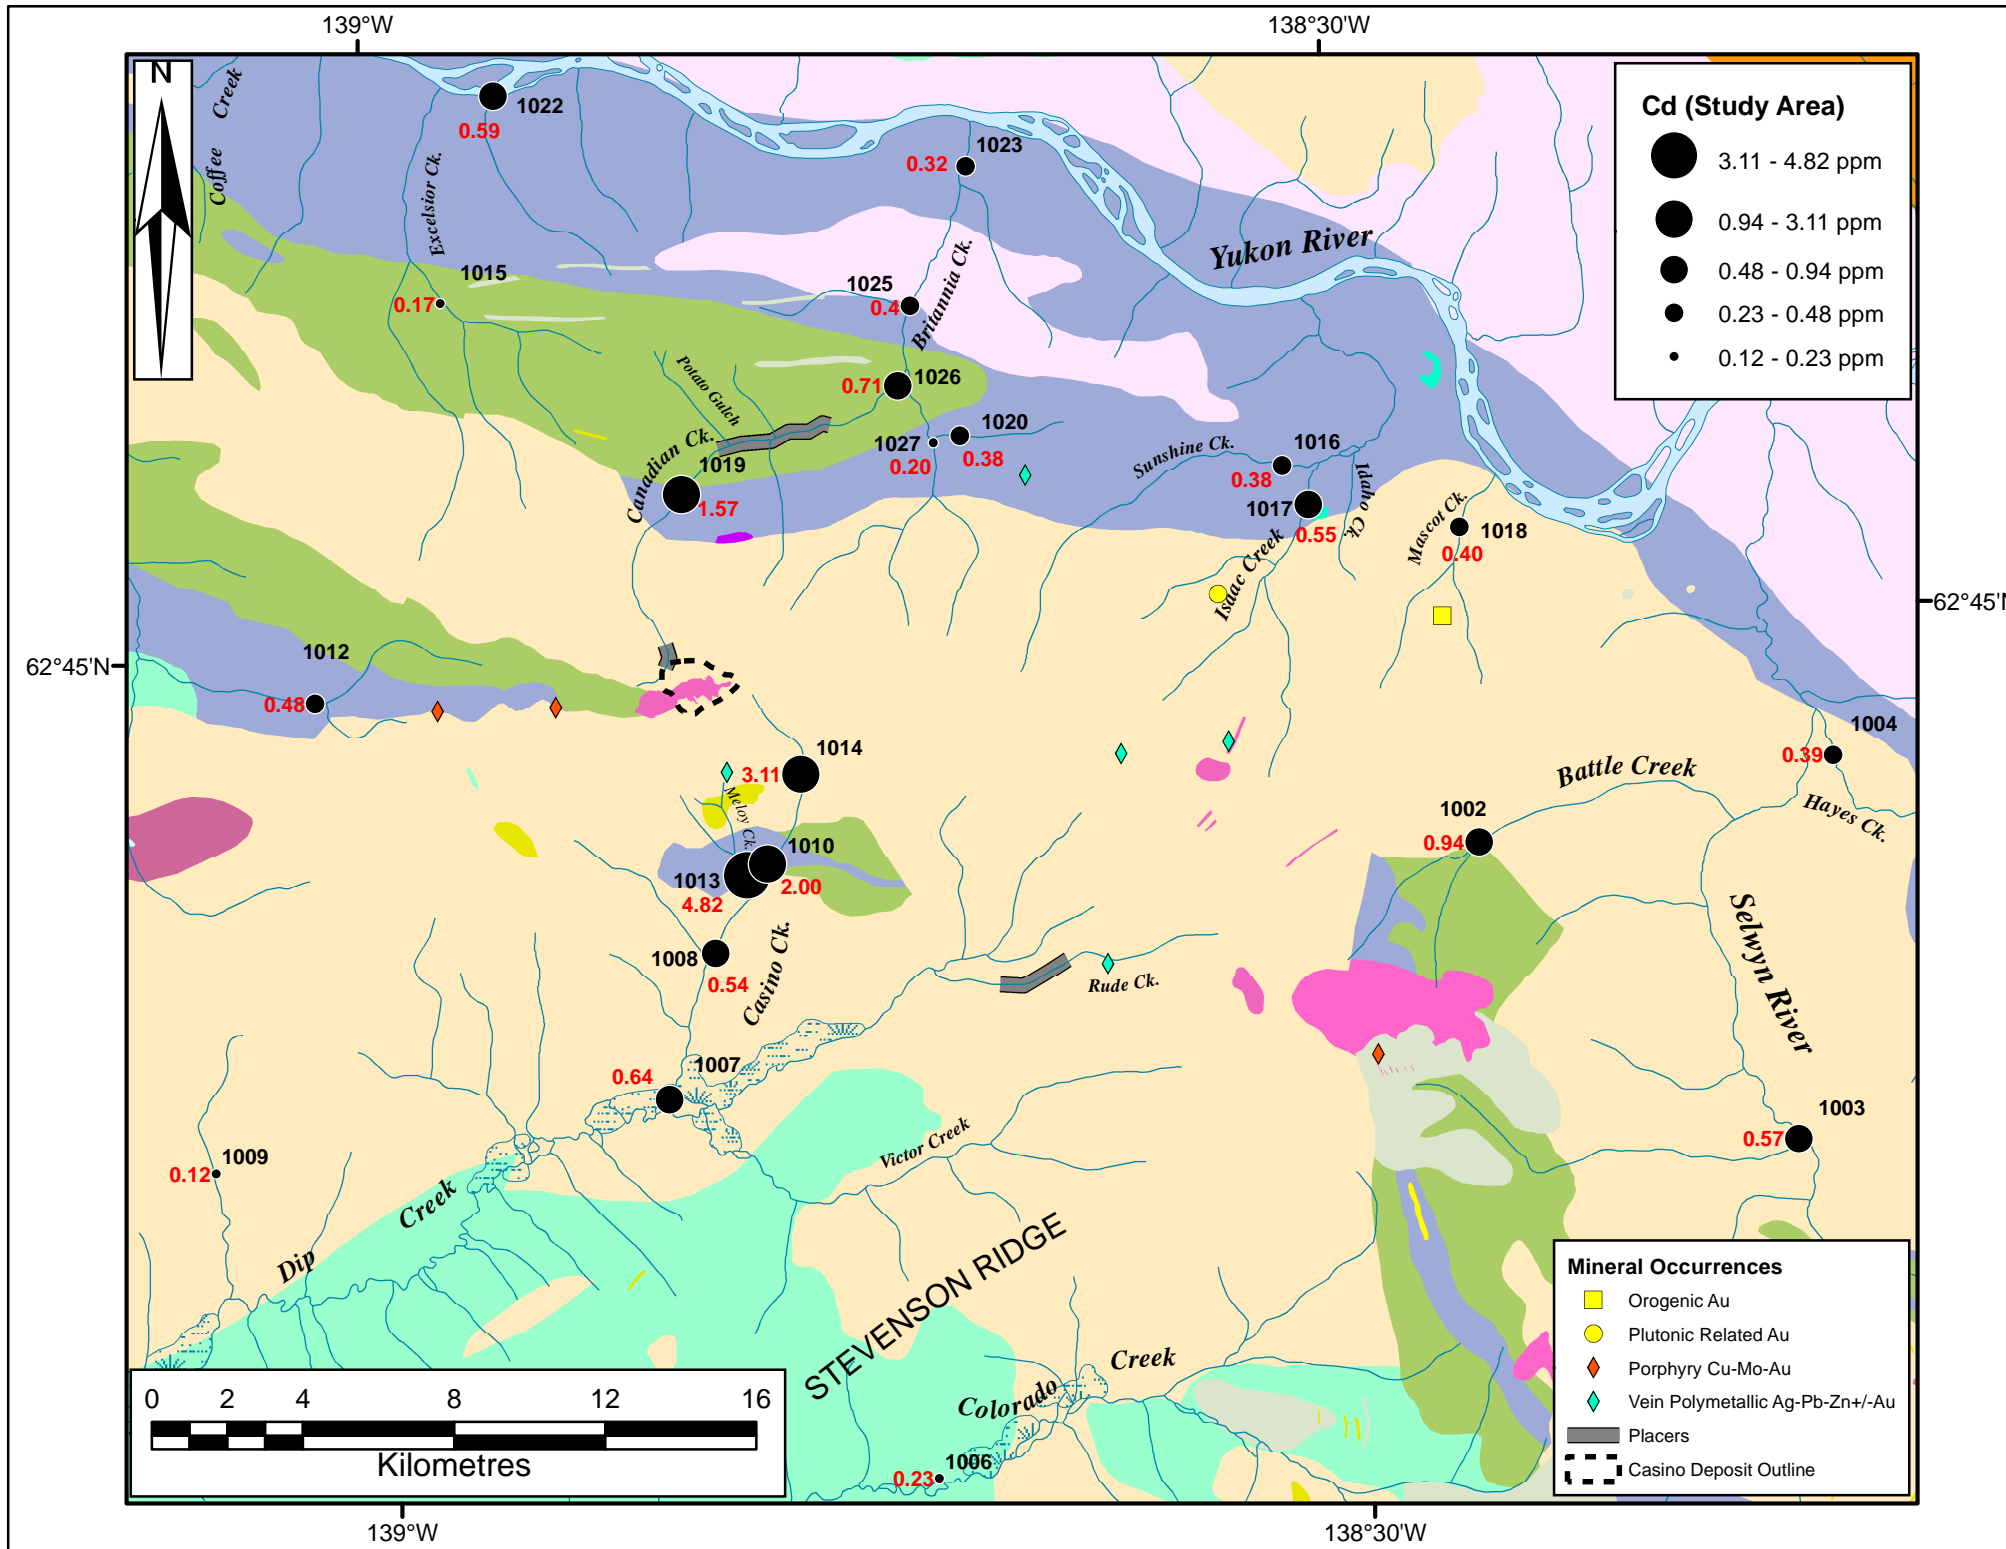 139°W
138°30'W
N
Coffee Creek
Excelsior Ck.
1022
0.59
1023
0.32
Cd (Study Area)
3.11 - 4.82 ppm
0.94 - 3.11 ppm
0.48 - 0.94 ppm
0.23 - 0.48 ppm
0.12 - 0.23 ppm
Yukon River
1015
0.17
1025
0.4
Britannia Ck.
Potato Gulch
0.71
1026
1027
0.20
1020
0.38
Canadian Ck.
1019
1.57
Sunshine Ck.
1016
0.38
1017
0.55
Idaho Ck.
Isaac Creek
Mascot Ck.
1018
0.40
62°45'N
62°45'N
1012
0.48
1014
3.11
Meloy Ck.
1010
2.00
1013
4.82
1008
0.54
Casino Ck.
1004
0.39
Hayes Ck.
Battle Creek
1002
0.94
Selwyn River
Rude Ck.
1007
0.64
1003
0.57
1009
0.12
Victor Creek
Dip Creek
STEVENSON RIDGE
Colorado Creek
1006
0.23
0 2 4 8 12 16
Kilometres
Mineral Occurrences
Orogenic Au
Plutonic Related Au
Porphyry Cu-Mo-Au
Vein Polymetallic Ag-Pb-Zn+/-Au
Placers
Casino Deposit Outline
139°W
138°30'W